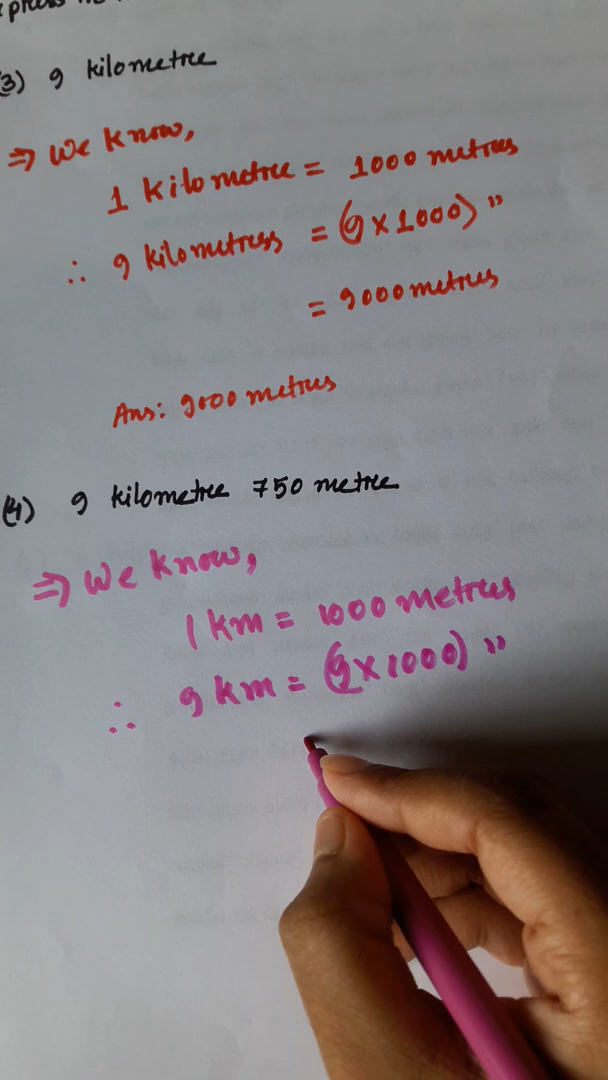 (3) 9 kilometre
⇒ We know,
1 kilometre = 1000 metres
∴ 9 kilometress = (9×1000) "
= 9000 metres
Ans: 9000 metres
(4) 9 kilometre 750 metre
⇒ We know,
1 km = 1000 metres
∴ 9 km = (9×1000) "